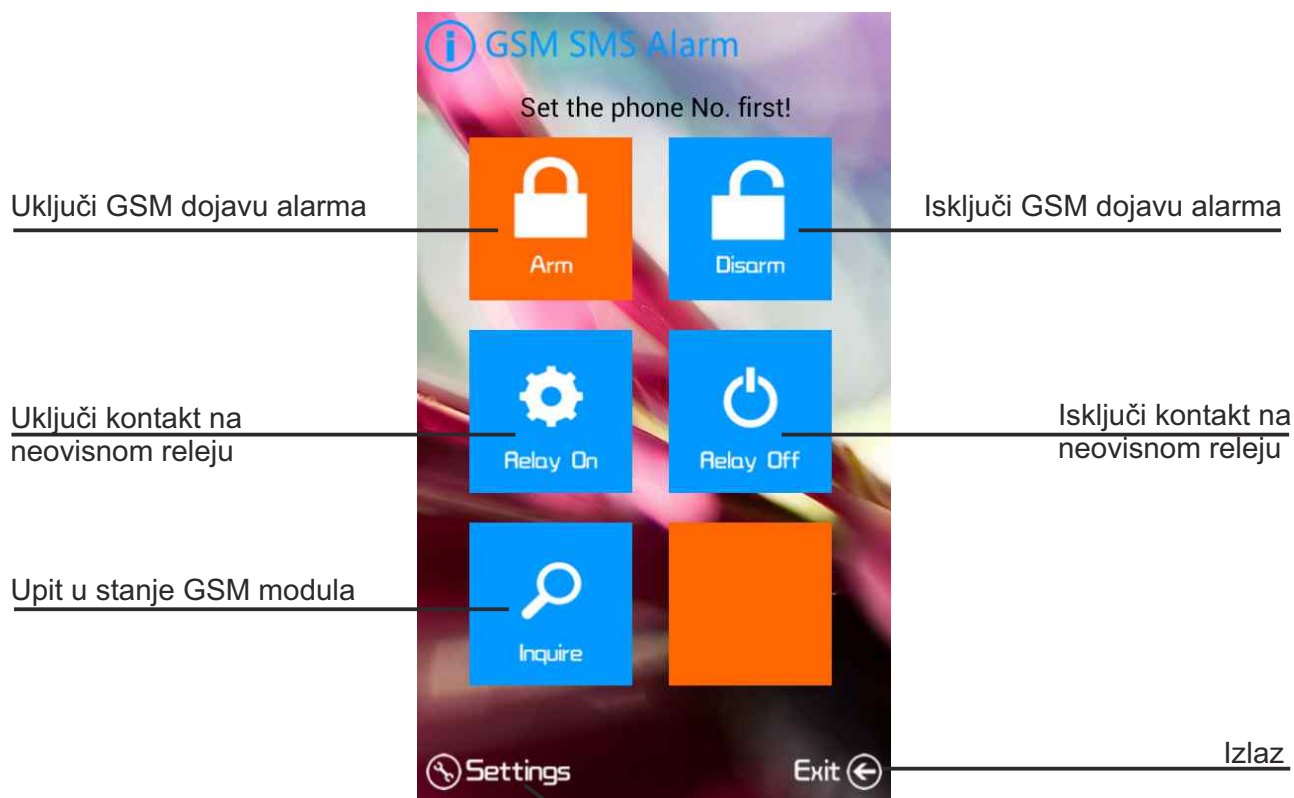 GSM SMS Alarm
Set the phone No. first!
Uključi GSM dojavu alarma
Isključi GSM dojavu alarma
Arm
Disarm
Uključi kontakt na
neovisnom releju
Isključi kontakt na
neovisnom releju
Relay On
Relay Off
Upit u stanje GSM modula
Inquire
Izlaz
Settings
Exit